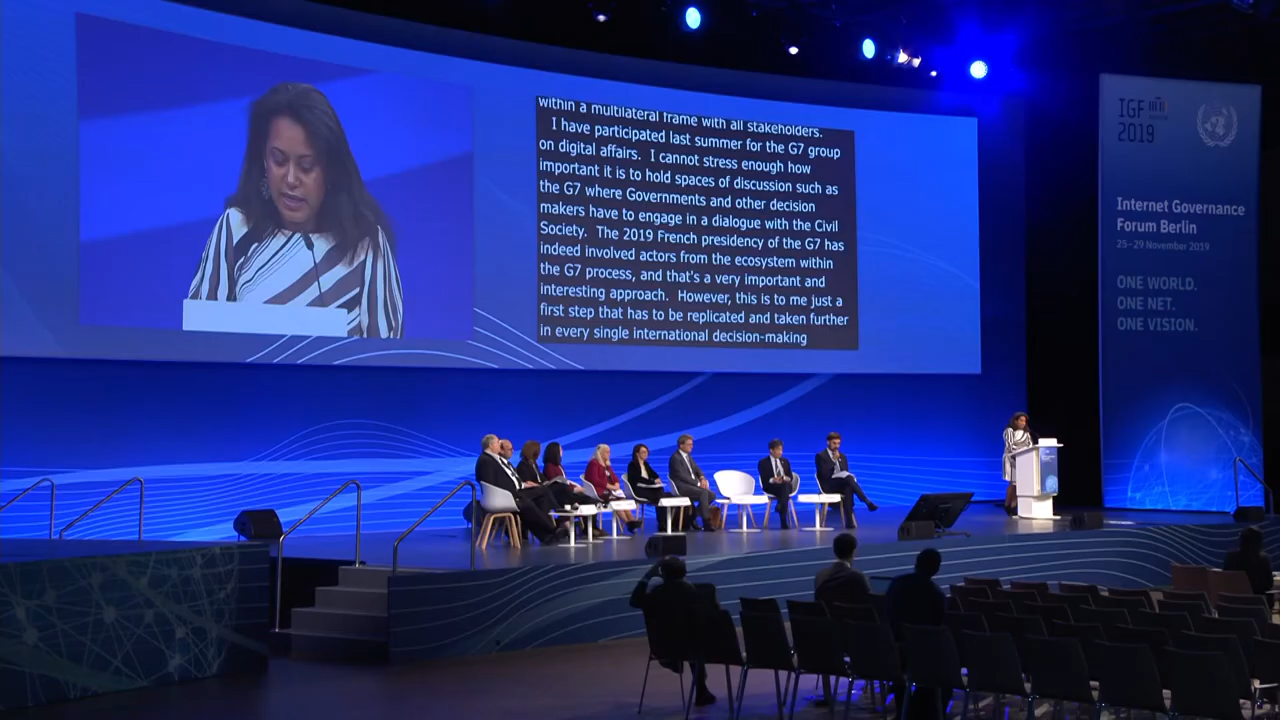 within a multilateral frame with all stakeholders.
I have participated last summer for the G7 group
on digital affairs.  I cannot stress enough how
important it is to hold spaces of discussion such as
the G7 where Governments and other decision
makers have to engage in a dialogue with the Civil
Society.  The 2019 French presidency of the G7 has
indeed involved actors from the ecosystem within
the G7 process, and that's a very important and
interesting approach.  However, this is to me just a
first step that has to be replicated and taken further
in every single international decision-making
IGF
2019
Internet Governance
Forum Berlin
25–29 November 2019
ONE WORLD.
ONE NET.
ONE VISION.